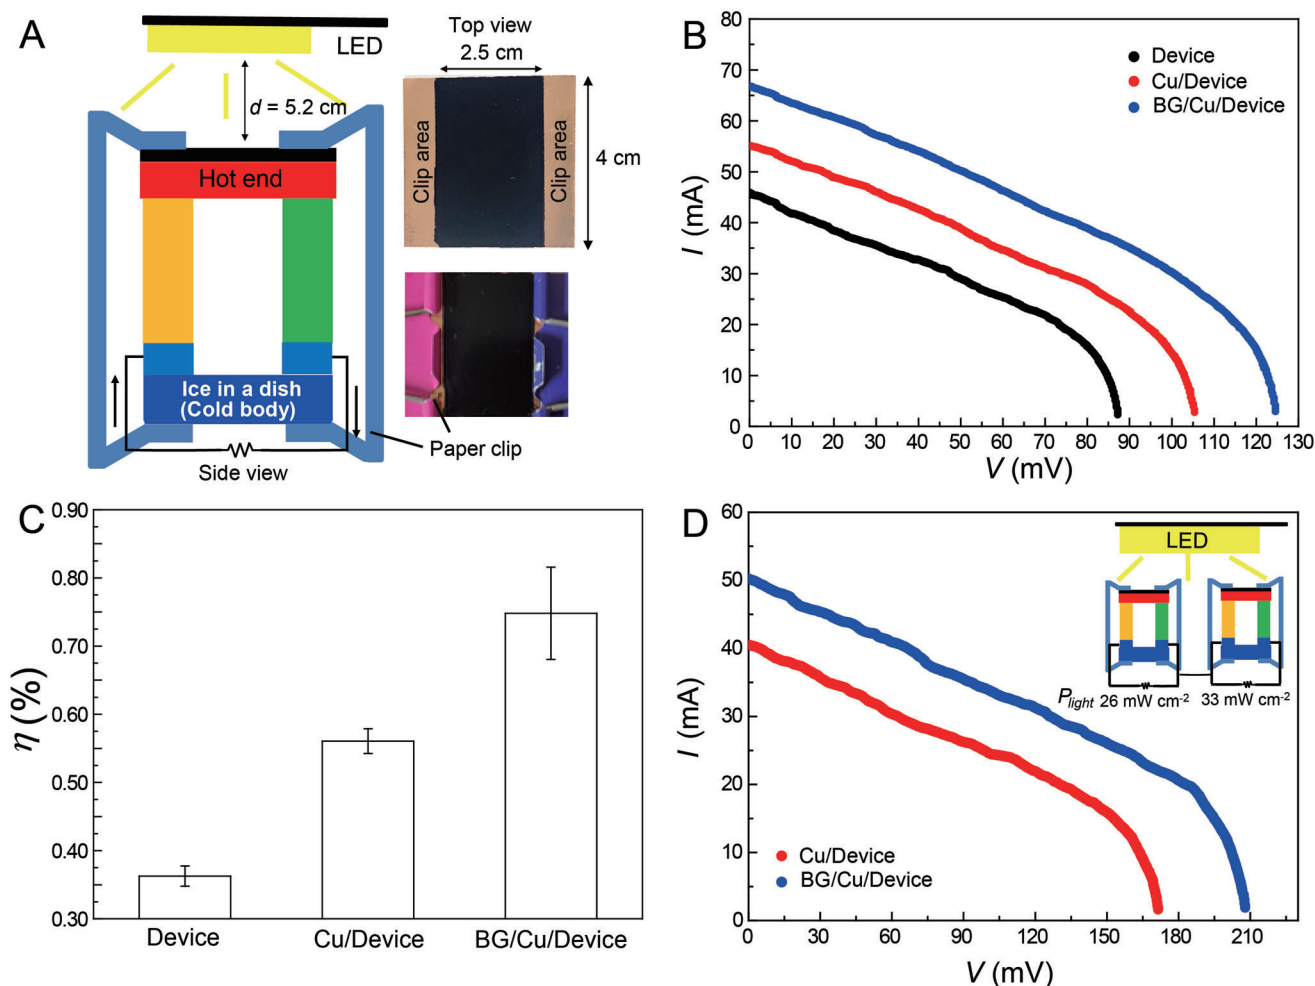 A
LED
d = 5.2 cm
Hot end
Ice in a dish
(Cold body)
Side view
Top view
2.5 cm
Clip area
Clip area
4 cm
Paper clip
B
Device
Cu/Device
BG/Cu/Device
I (mA)
80
70
60
50
40
30
20
10
0
0 10 20 30 40 50 60 70 80 90 100 110 120 130
V (mV)
C
η (%)
0.90
0.80
0.70
0.60
0.50
0.40
0.30
Device Cu/Device BG/Cu/Device
D
LED
Plight 26 mW cm-2 33 mW cm-2
I (mA)
60
50
40
30
20
10
0
Cu/Device
BG/Cu/Device
0 30 60 90 120 150 180 210
V (mV)